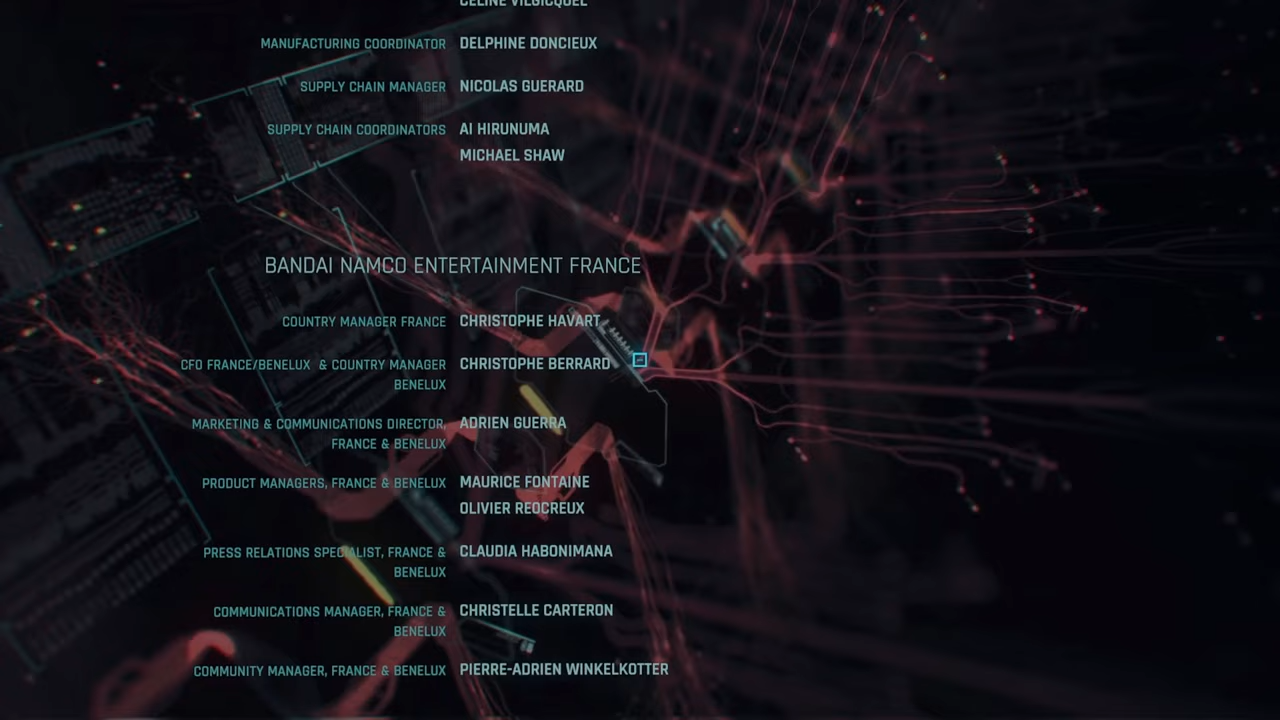 CELINE VILGICQUEL
MANUFACTURING COORDINATOR DELPHINE DONCIEUX
SUPPLY CHAIN MANAGER NICOLAS GUERARD
SUPPLY CHAIN COORDINATORS AI HIRUNUMA
MICHAEL SHAW
BANDAI NAMCO ENTERTAINMENT FRANCE
COUNTRY MANAGER FRANCE CHRISTOPHE HAVART
CFO FRANCE/BENELUX & COUNTRY MANAGER CHRISTOPHE BERRARD
BENELUX
MARKETING & COMMUNICATIONS DIRECTOR, ADRIEN GUERRA
FRANCE & BENELUX
PRODUCT MANAGERS, FRANCE & BENELUX MAURICE FONTAINE
OLIVIER REOCREUX
PRESS RELATIONS SPECIALIST, FRANCE & CLAUDIA HABONIMANA
BENELUX
COMMUNICATIONS MANAGER, FRANCE & CHRISTELLE CARTERON
BENELUX
COMMUNITY MANAGER, FRANCE & BENELUX PIERRE-ADRIEN WINKELKOTTER